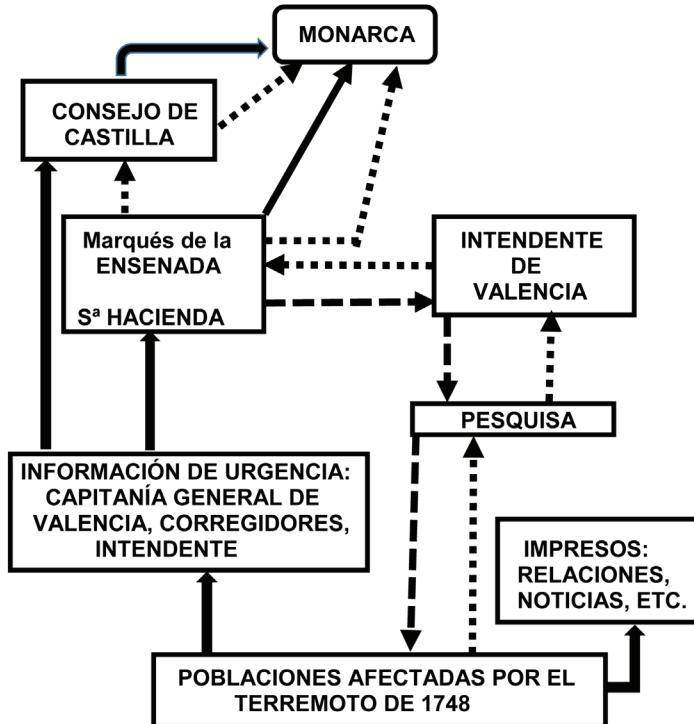 MONARCA
CONSEJO DE
CASTILLA
Marqués de la
ENSENADA
Sª HACIENDA
INTENDENTE
DE
VALENCIA
PESQUISA
INFORMACIÓN DE URGENCIA:
CAPITANÍA GENERAL DE
VALENCIA, CORREGIDORES,
INTENDENTE
IMPRESOS:
RELACIONES,
NOTICIAS, ETC.
POBLACIONES AFECTADAS POR EL
TERREMOTO DE 1748